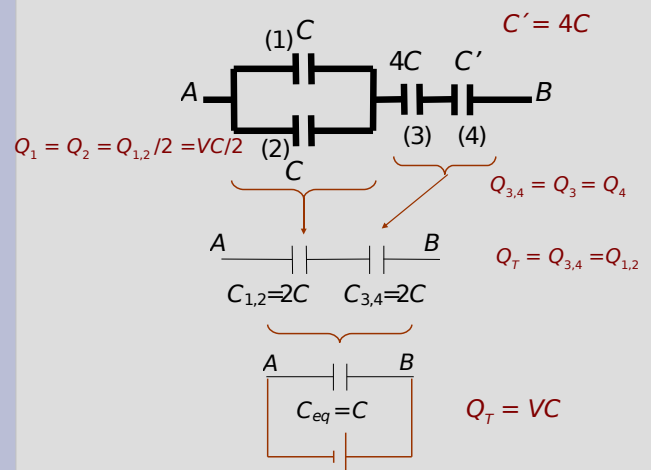 C´= 4C
(1) C
4C C’
A B
(3) (4)
Q1 = Q2 = Q1,2 /2 =VC/2
(2)
C
Q3,4 = Q3 = Q4
A B
QT = Q3,4 =Q1,2
C1,2=2C C3,4=2C
A B
Ceq =C
QT = VC